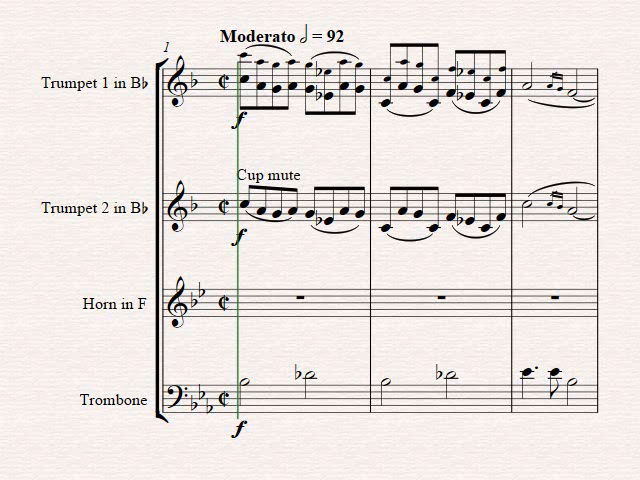 Moderato 𝅗𝅥 = 92
1
Trumpet 1 in B♭
f
Cup mute
Trumpet 2 in B♭
f
Horn in F
Trombone
f